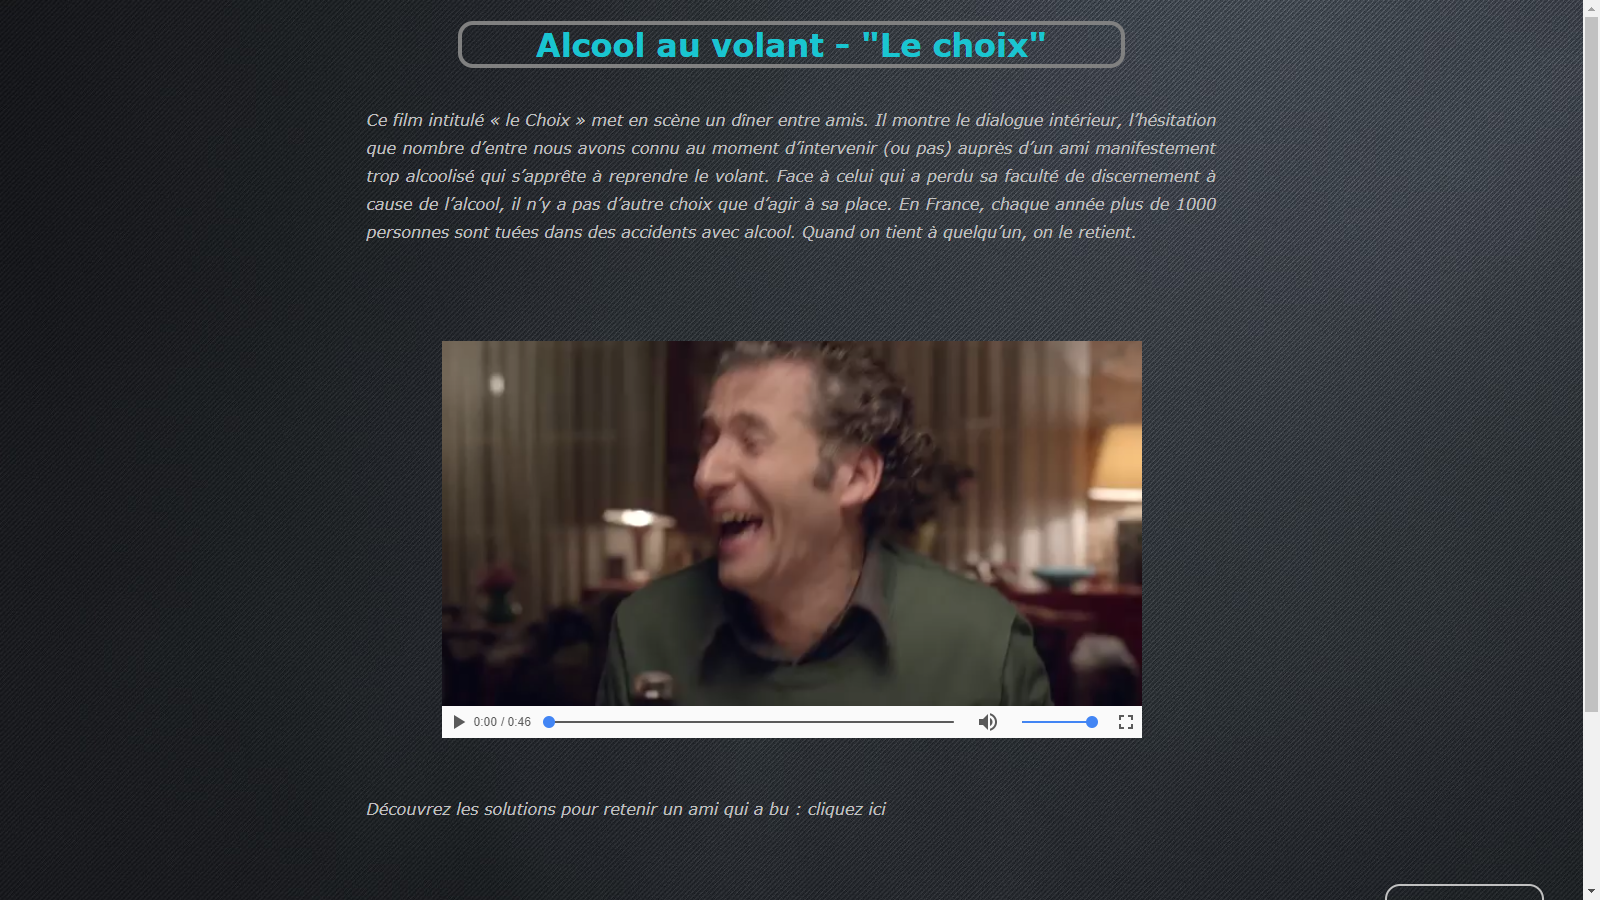 Alcool au volant - "Le choix"
Ce film intitulé « le Choix » met en scène un dîner entre amis. Il montre le dialogue intérieur, l’hésitation
que nombre d’entre nous avons connu au moment d’intervenir (ou pas) auprès d’un ami manifestement
trop alcoolisé qui s’apprête à reprendre le volant. Face à celui qui a perdu sa faculté de discernement à
cause de l’alcool, il n’y a pas d’autre choix que d’agir à sa place. En France, chaque année plus de 1000
personnes sont tuées dans des accidents avec alcool. Quand on tient à quelqu’un, on le retient.
0:00 / 0:46
Découvrez les solutions pour retenir un ami qui a bu : cliquez ici